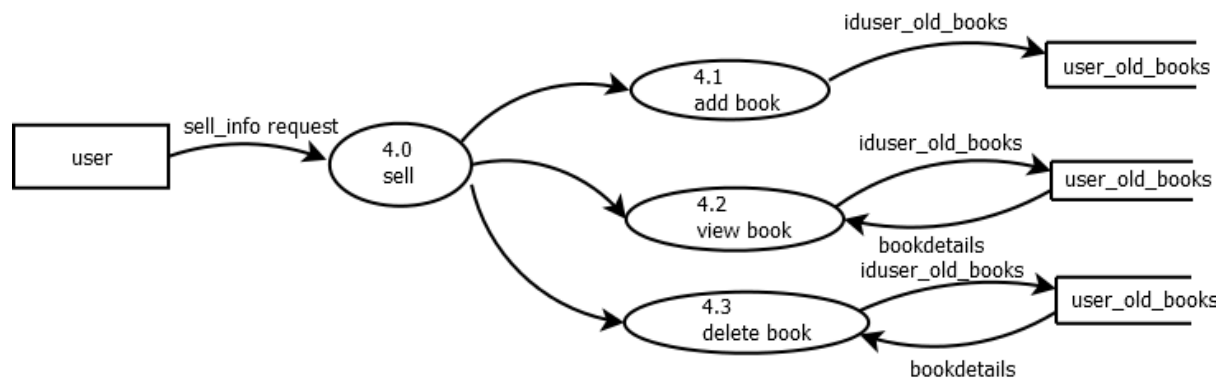 iduser_old_books
4.1
add book
user_old_books
user
sell_info request
4.0
sell
iduser_old_books
4.2
view book
user_old_books
bookdetails
iduser_old_books
4.3
delete book
user_old_books
bookdetails